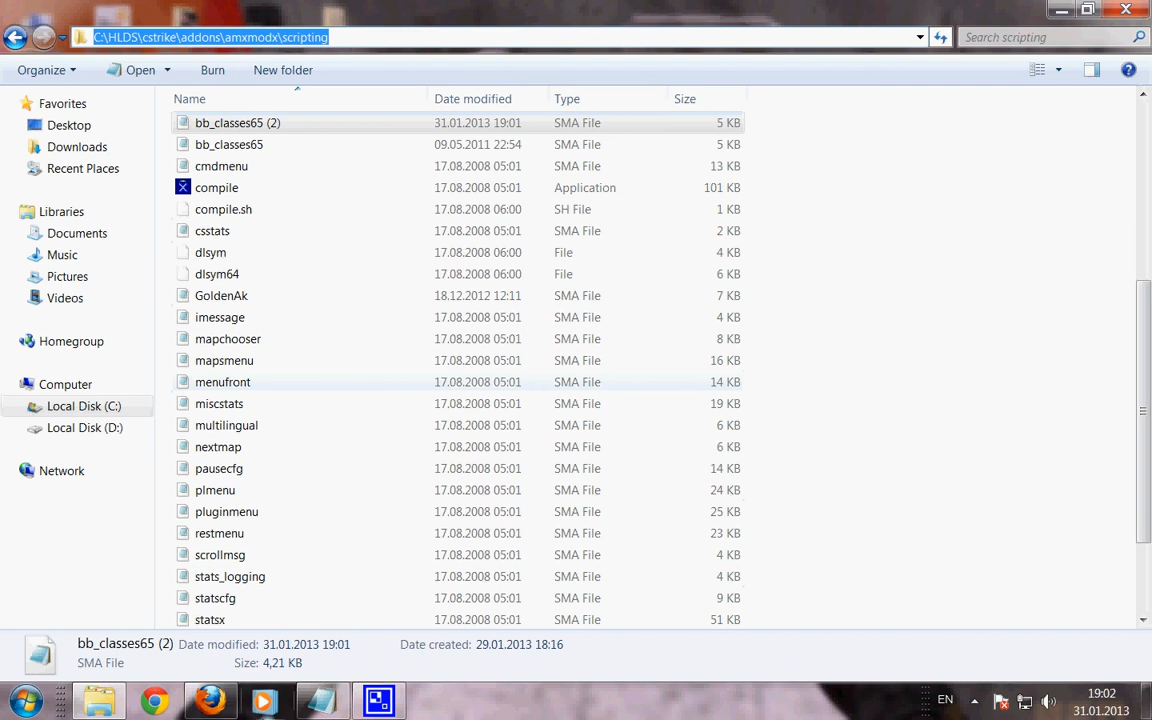 C:\HLDS\cstrike\addons\amxmodx\scripting Search scripting
Organize Open Burn New folder
Favorites
Desktop
Downloads
Recent Places
Libraries
Documents
Music
Pictures
Videos
Homegroup
Computer
Local Disk (C:)
Local Disk (D:)
Network
Name Date modified Type Size
bb_classes65 (2) 31.01.2013 19:01 SMA File 5 KB
bb_classes65 09.05.2011 22:54 SMA File 5 KB
cmdmenu 17.08.2008 05:01 SMA File 13 KB
compile 17.08.2008 05:01 Application 101 KB
compile.sh 17.08.2008 06:00 SH File 1 KB
csstats 17.08.2008 05:01 SMA File 2 KB
dlsym 17.08.2008 06:00 File 4 KB
dlsym64 17.08.2008 06:00 File 6 KB
GoldenAk 18.12.2012 12:11 SMA File 7 KB
imessage 17.08.2008 05:01 SMA File 4 KB
mapchooser 17.08.2008 05:01 SMA File 8 KB
mapsmenu 17.08.2008 05:01 SMA File 16 KB
menufront 17.08.2008 05:01 SMA File 14 KB
miscstats 17.08.2008 05:01 SMA File 19 KB
multilingual 17.08.2008 05:01 SMA File 6 KB
nextmap 17.08.2008 05:01 SMA File 6 KB
pausecfg 17.08.2008 05:01 SMA File 14 KB
plmenu 17.08.2008 05:01 SMA File 24 KB
pluginmenu 17.08.2008 05:01 SMA File 25 KB
restmenu 17.08.2008 05:01 SMA File 23 KB
scrollmsg 17.08.2008 05:01 SMA File 4 KB
stats_logging 17.08.2008 05:01 SMA File 4 KB
statscfg 17.08.2008 05:01 SMA File 9 KB
statsx 17.08.2008 05:01 SMA File 51 KB
bb_classes65 (2) Date modified: 31.01.2013 19:01 Date created: 29.01.2013 18:16
SMA File Size: 4,21 KB
EN 19:02
31.01.2013